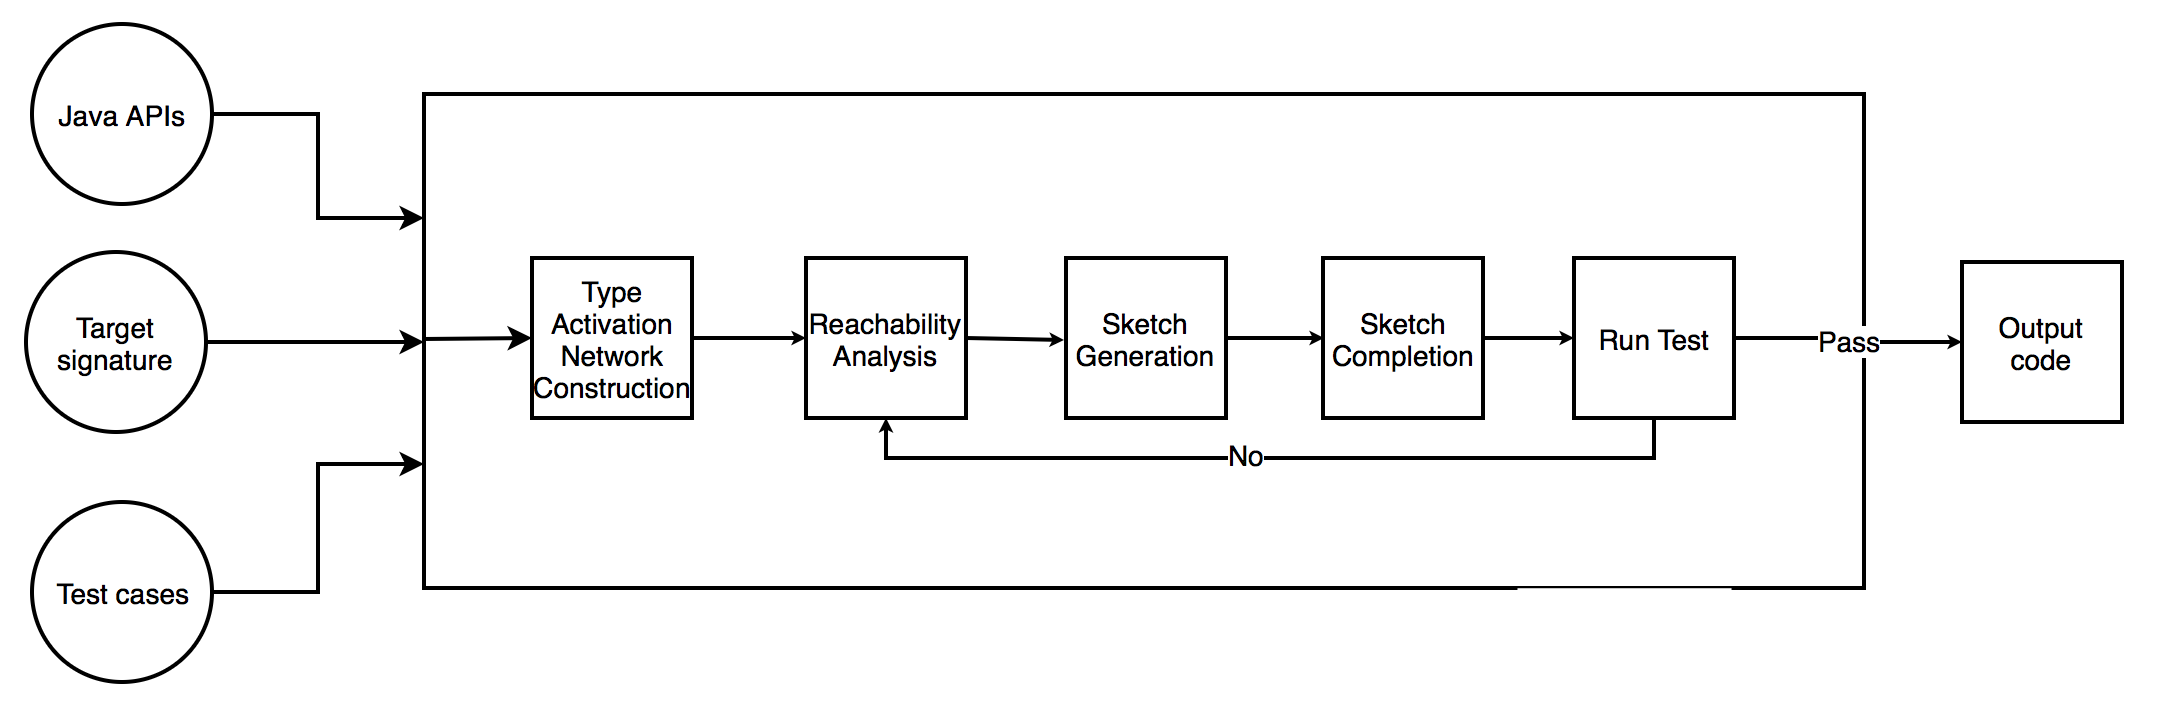 Java APIs
Target
signature
Test cases
Type
Activation
Network
Construction
Reachability
Analysis
Sketch
Generation
Sketch
Completion
Run Test
No
Pass
Output
code